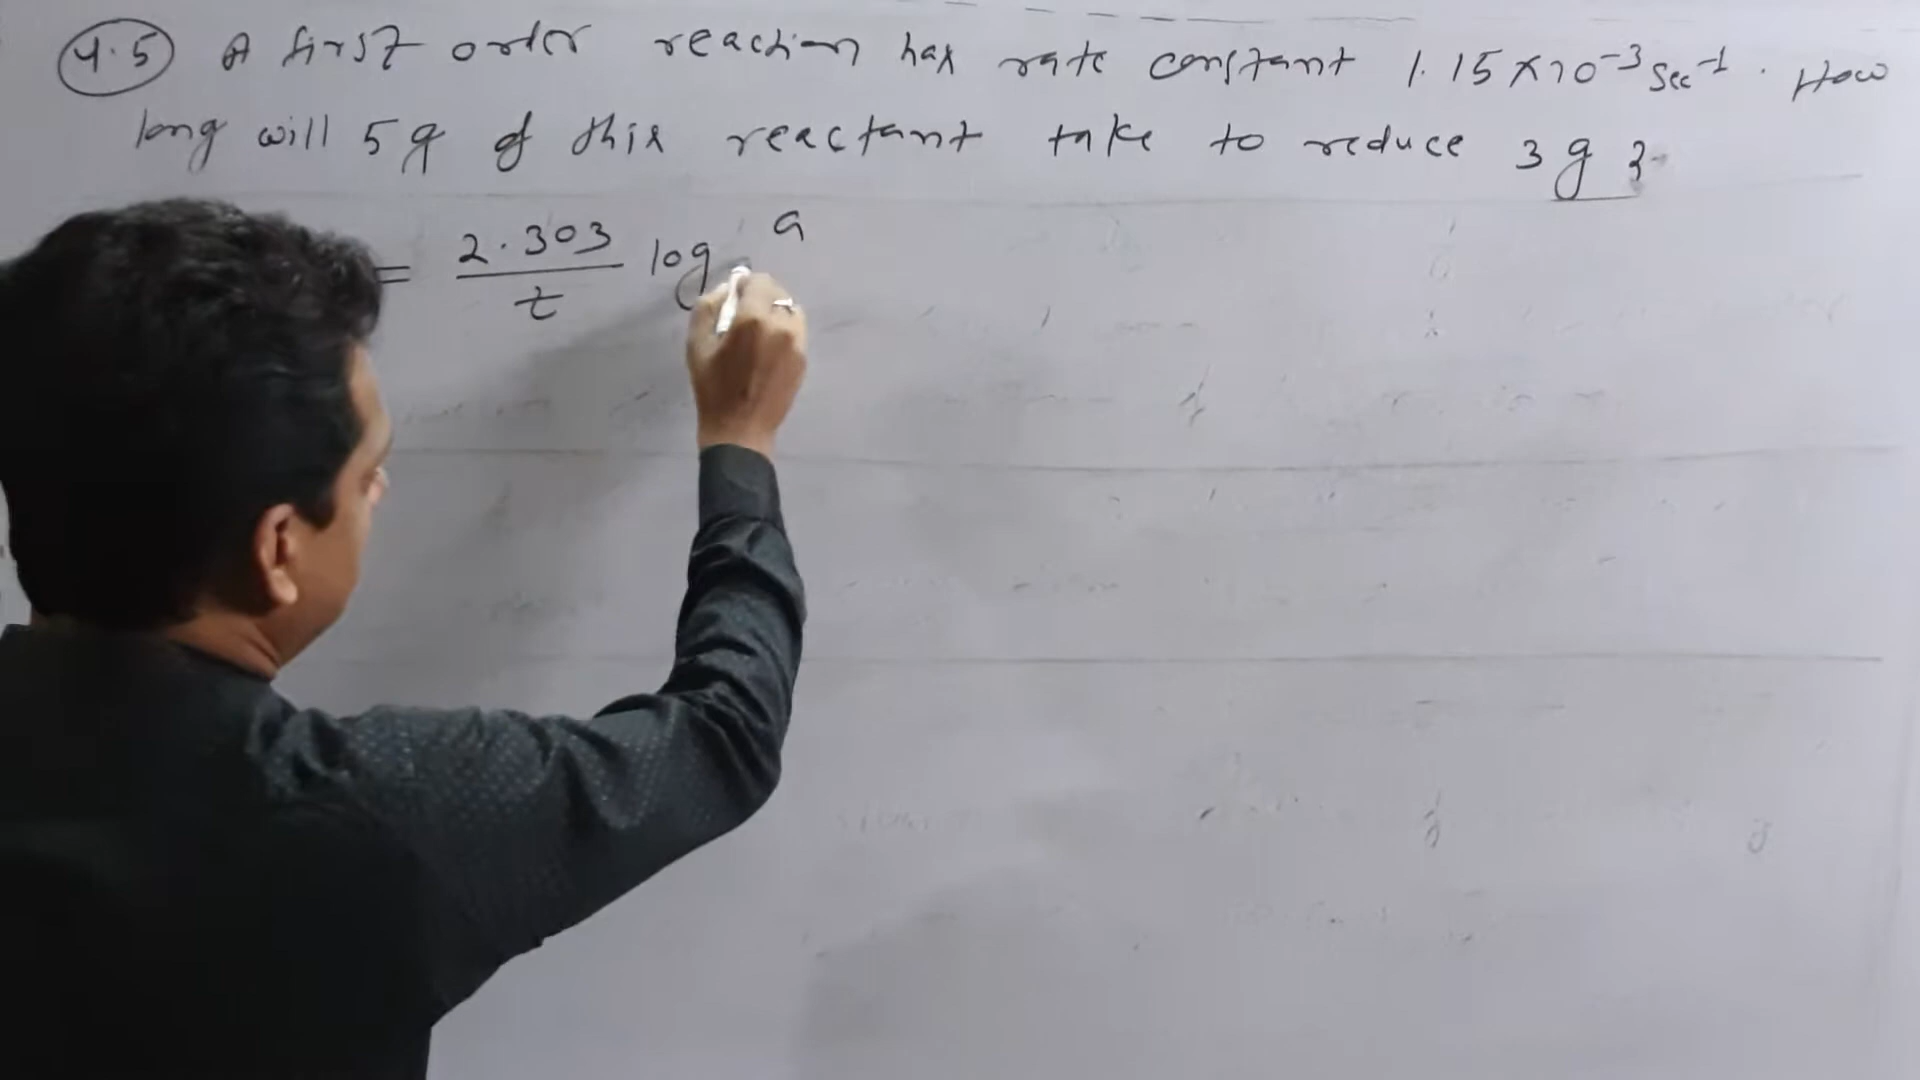 4.5 A first order reaction has rate constant 1.15×10⁻³ sec⁻¹. How
long will 5g of this reactant take to reduce 3g ?
= 2.303/t log a